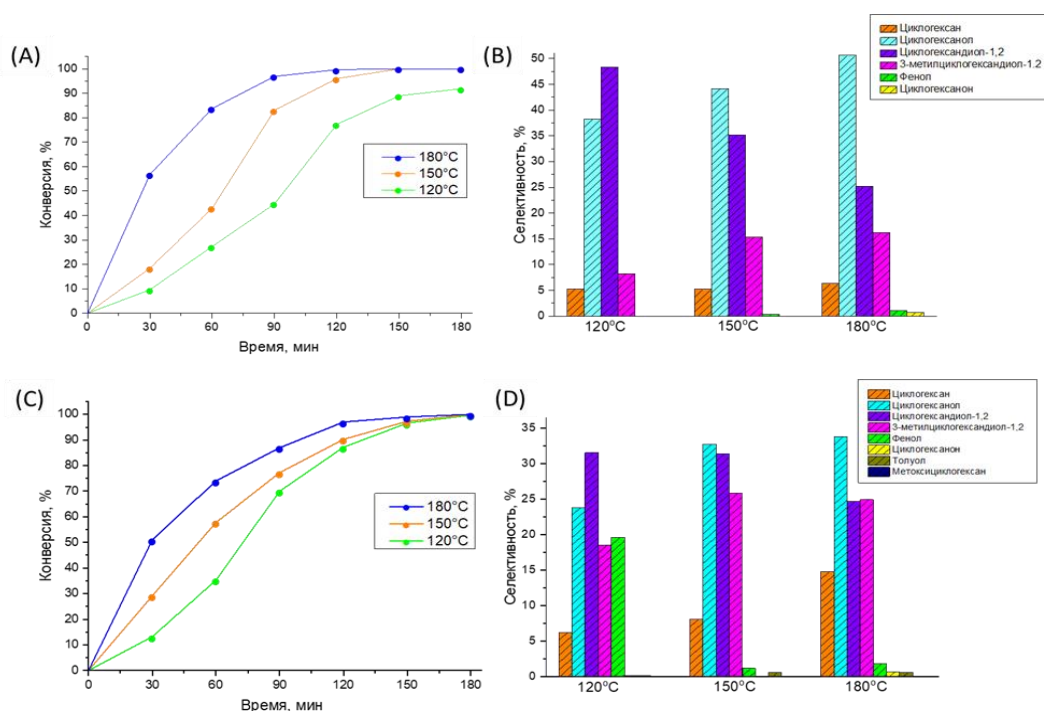 (A)
Конверсия, %
100
90
80
70
60
50
40
30
20
10
0
0 30 60 90 120 150 180
Время, мин
180°C
150°C
120°C
(B)
Селективность, %
50
45
40
35
30
25
20
15
10
5
0
120°C 150°C 180°C
Циклогексан
Циклогексанол
Циклогександиол-1,2
3-метилциклогександиол-1.2
Фенол
Циклогексанон
(C)
Конверсия, %
100
90
80
70
60
50
40
30
20
10
0
0 30 60 90 120 150 180
Время, мин
180°C
150°C
120°C
(D)
Селективность, %
35
30
25
20
15
10
5
0
120°C 150°C 180°C
Циклогексан
Циклогексанол
Циклогександиол-1,2
3-метилциклогександиол-1,2
Фенол
Циклогексанон
Толуол
Метоксициклогексан